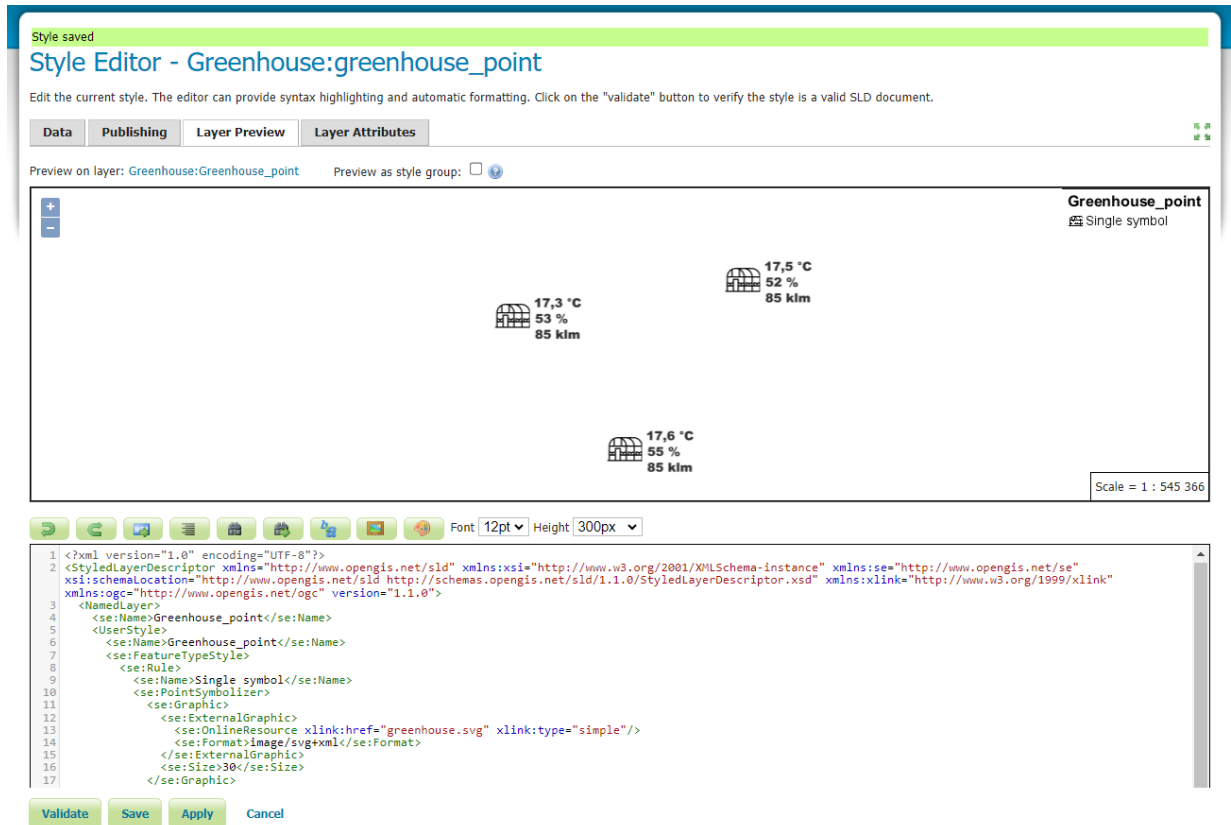 Style saved
Style Editor - Greenhouse:greenhouse_point
Edit the current style. The editor can provide syntax highlighting and automatic formatting. Click on the "validate" button to verify the style is a valid SLD document.
Data Publishing Layer Preview Layer Attributes
Preview on layer: Greenhouse:Greenhouse_point Preview as style group:
+
-
Greenhouse_point
Single symbol
17,5 °C
52 %
85 klm
17,3 °C
53 %
85 klm
17,6 °C
55 %
85 klm
Scale = 1 : 545 366
Font 12pt Height 300px
1 <?xml version="1.0" encoding="UTF-8"?>
2 <StyledLayerDescriptor xmlns="http://www.opengis.net/sld" xmlns:xsi="http://www.w3.org/2001/XMLSchema-instance" xmlns:se="http://www.opengis.net/se"
xsi:schemaLocation="http://www.opengis.net/sld http://schemas.opengis.net/sld/1.1.0/StyledLayerDescriptor.xsd" xmlns:xlink="http://www.w3.org/1999/xlink"
xmlns:ogc="http://www.opengis.net/ogc" version="1.1.0">
3 <NamedLayer>
4 <se:Name>Greenhouse_point</se:Name>
5 <UserStyle>
6 <se:Name>Greenhouse_point</se:Name>
7 <se:FeatureTypeStyle>
8 <se:Rule>
9 <se:Name>Single symbol</se:Name>
10 <se:PointSymbolizer>
11 <se:Graphic>
12 <se:ExternalGraphic>
13 <se:OnlineResource xlink:href="greenhouse.svg" xlink:type="simple"/>
14 <se:Format>image/svg+xml</se:Format>
15 </se:ExternalGraphic>
16 <se:Size>30</se:Size>
17 </se:Graphic>
Validate Save Apply Cancel